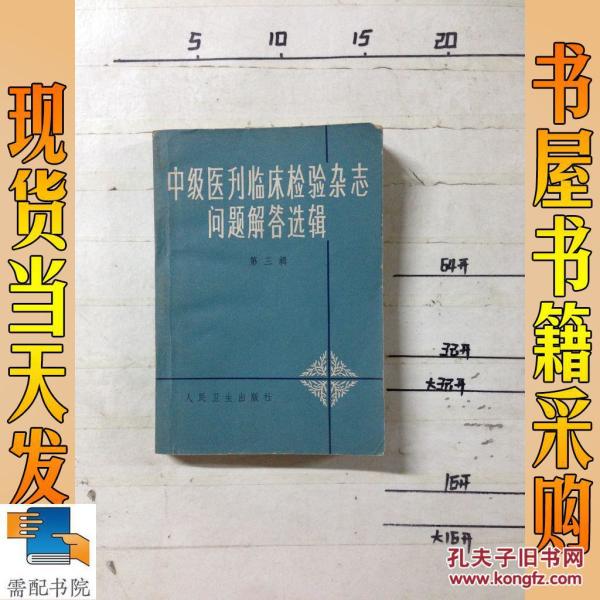 5 10 15 20
现货当天发
书屋书籍采购
中级医刊临床检验杂志
问题解答选辑
第三辑
人民卫生出版社
64开
32开
大32开
16开
大16开
需配书院
孔夫子旧书网
www.kongfz.com